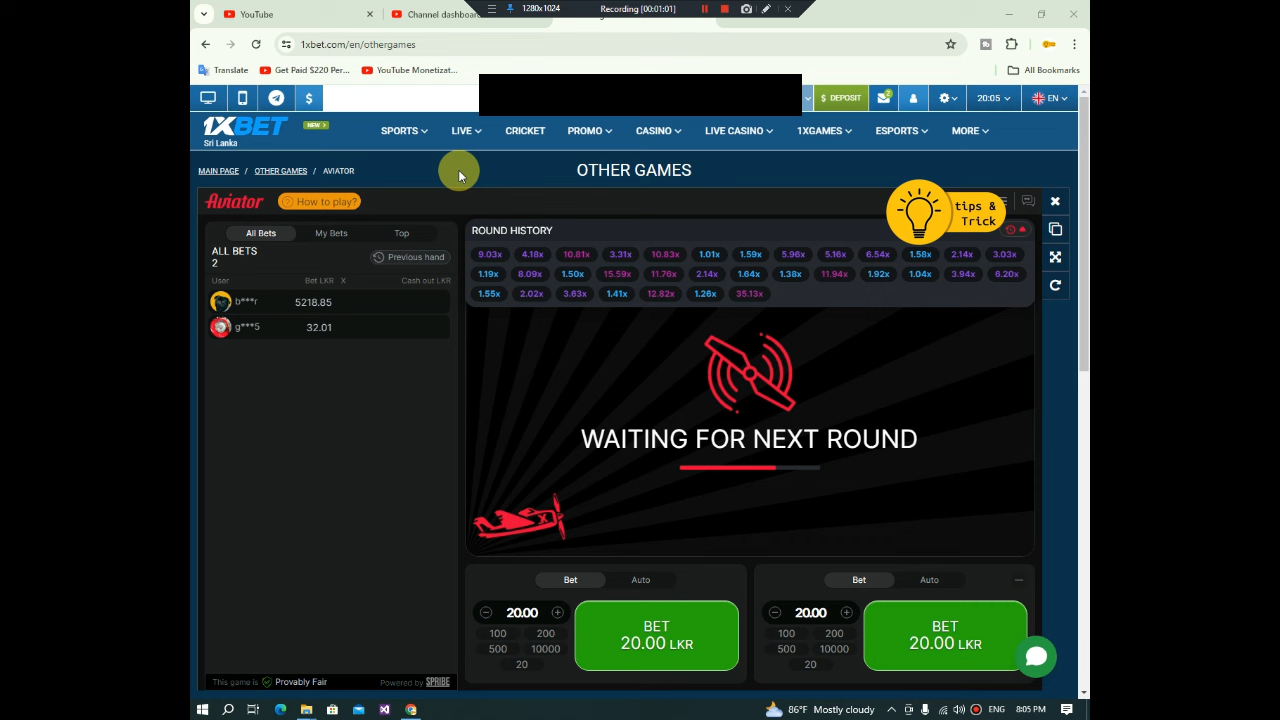 1280x1024 Recording [00:01:01]
YouTube Channel dashboard
1xbet.com/en/othergames
Translate Get Paid $220 Per... YouTube Monetizat... All Bookmarks
$ $ DEPOSIT 2 20:05 EN
1XBET NEW > SPORTS LIVE CRICKET PROMO CASINO LIVE CASINO 1XGAMES ESPORTS MORE
Sri Lanka
MAIN PAGE / OTHER GAMES / AVIATOR OTHER GAMES
Aviator ? How to play? tips &
Trick
All Bets My Bets Top ROUND HISTORY
ALL BETS
2
Previous hand
9.03x 4.18x 10.81x 3.31x 10.83x 1.01x 1.59x 5.96x 5.16x 6.54x 1.58x 2.14x 3.03x
1.19x 8.09x 1.50x 15.59x 11.76x 2.14x 1.64x 1.38x 11.94x 1.92x 1.04x 3.94x 6.20x
1.55x 2.02x 3.63x 1.41x 12.82x 1.26x 35.13x
User Bet LKR X Cash out LKR
b***r 5218.85
g***5 32.01
WAITING FOR NEXT ROUND
X
Bet Auto Bet Auto
20.00 BET 20.00 BET
100 200 20.00 LKR 100 200 20.00 LKR
500 10000 500 10000
20 20
This game is Provably Fair Powered by SPRIBE
86°F Mostly cloudy ENG 8:05 PM